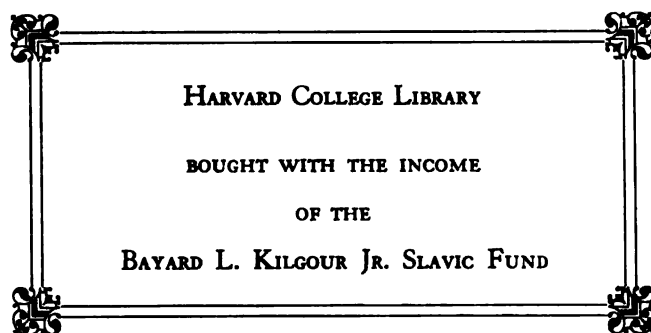 HARVARD COLLEGE LIBRARY
BOUGHT WITH THE INCOME
OF THE
BAYARD L. KILGOUR JR. SLAVIC FUND